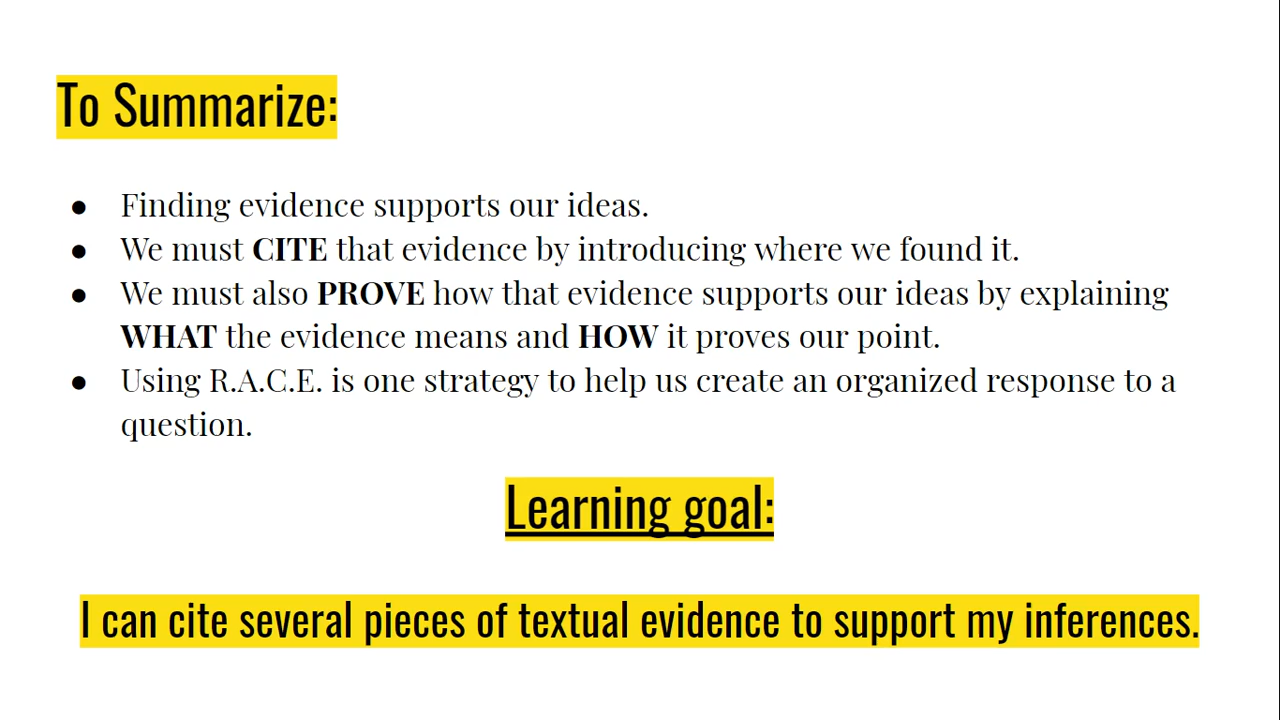 To Summarize:
● Finding evidence supports our ideas.
● We must CITE that evidence by introducing where we found it.
● We must also PROVE how that evidence supports our ideas by explaining
WHAT the evidence means and HOW it proves our point.
● Using R.A.C.E. is one strategy to help us create an organized response to a
question.
Learning goal:
I can cite several pieces of textual evidence to support my inferences.